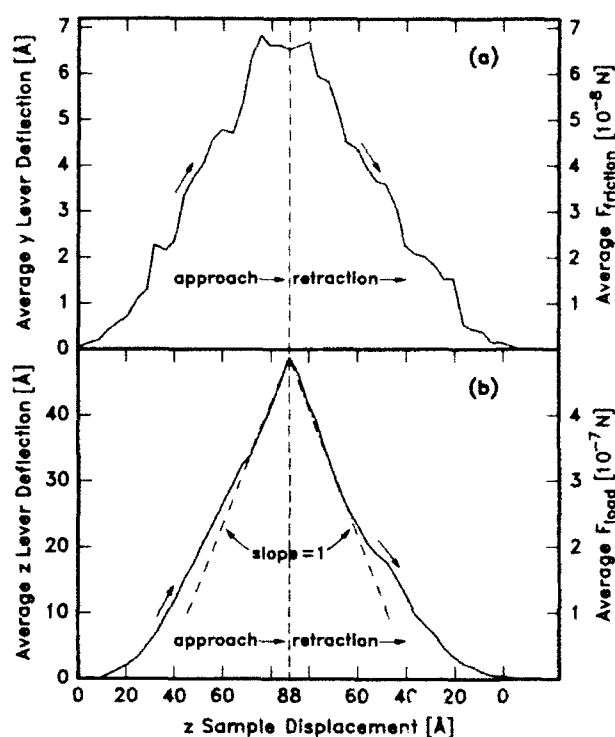 7
6
5
4
3
2
1
0
Average y Lever Deflection [Å]
(a)
approach
retraction
7
6
5
4
3
2
1
Average F_friction [10⁻⁸ N]
40
30
20
10
0
Average z Lever Deflection [Å]
(b)
slope=1
approach
retraction
4
3
2
1
Average F_load [10⁻⁷ N]
0 20 40 60 88 60 40 20 0
z Sample Displacement [Å]